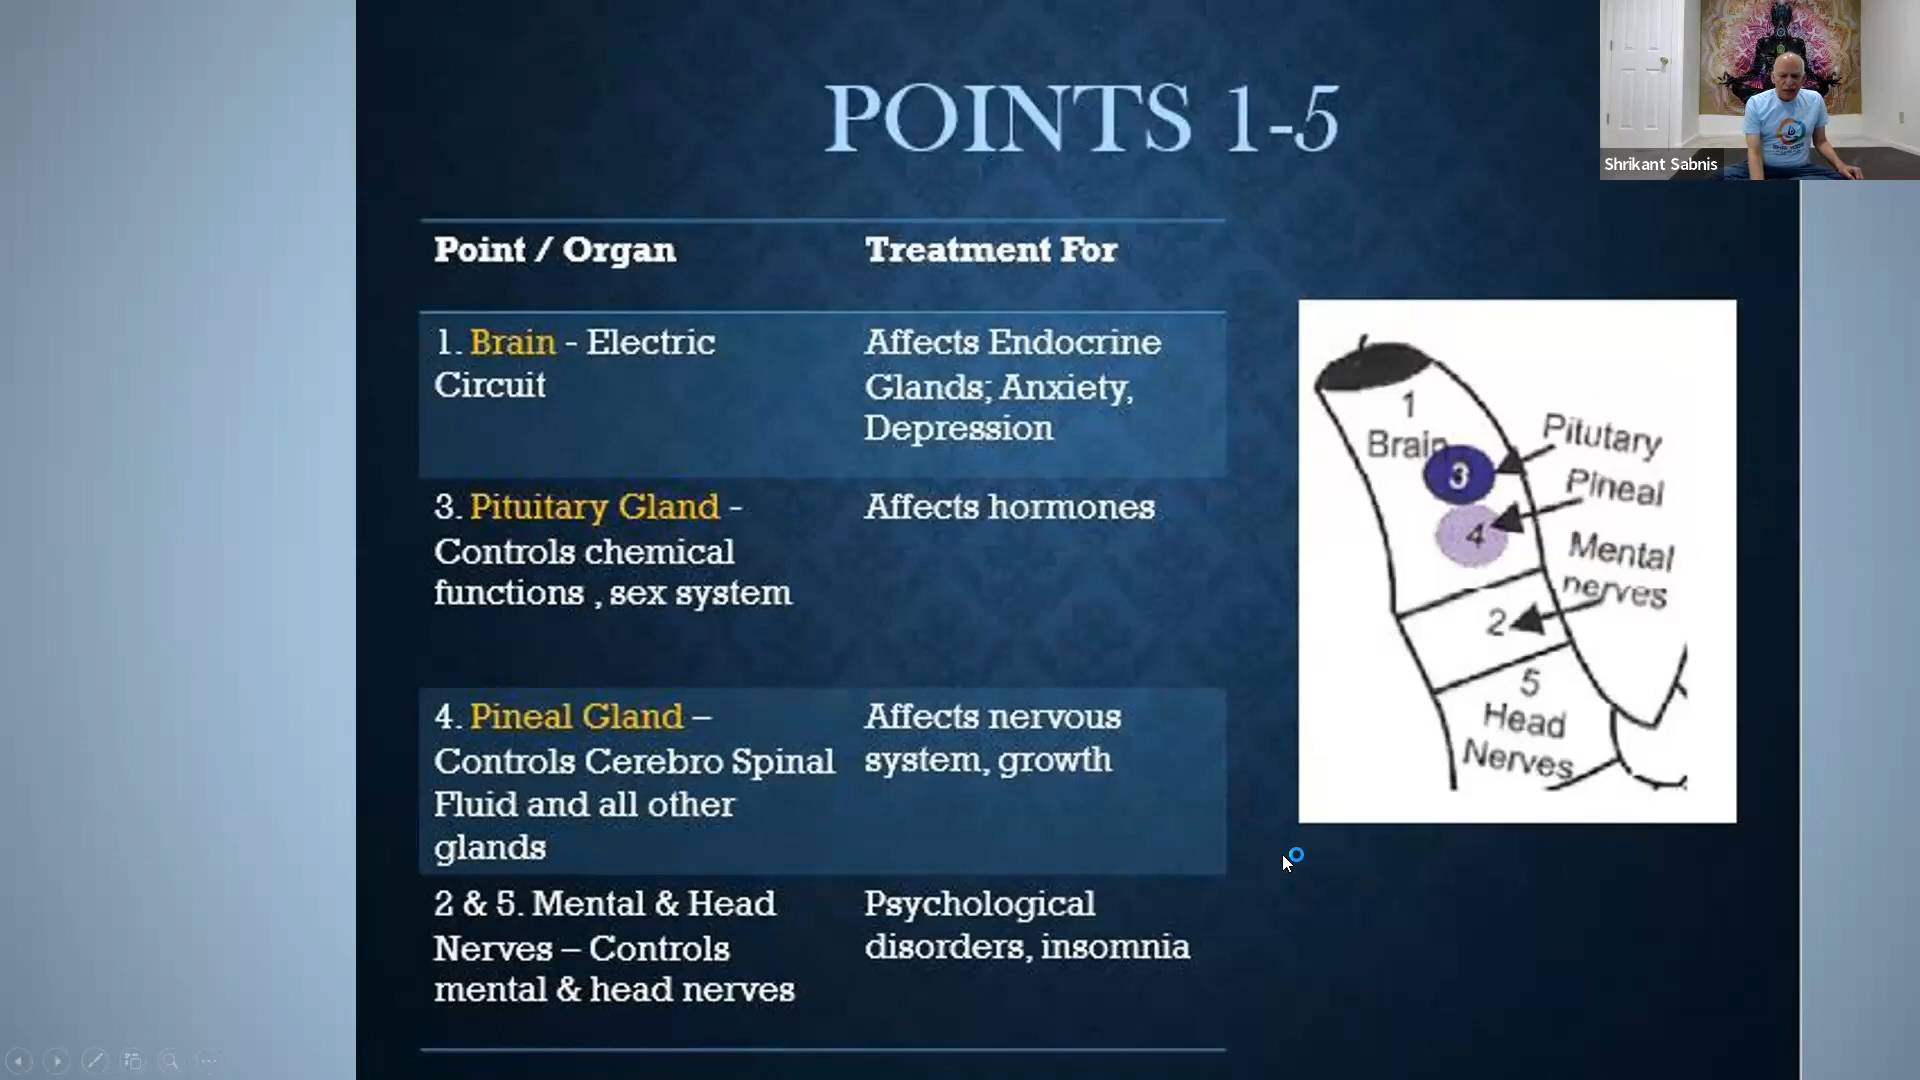 POINTS 1-5
Shrikant Sabnis
Point / Organ
Treatment For
1. Brain - Electric
Circuit
Affects Endocrine
Glands; Anxiety,
Depression
3. Pituitary Gland -
Controls chemical
functions , sex system
Affects hormones
4. Pineal Gland –
Controls Cerebro Spinal
Fluid and all other
glands
Affects nervous
system, growth
2 & 5. Mental & Head
Nerves – Controls
mental & head nerves
Psychological
disorders, insomnia
1
Brain
3
Pitutary
4
Pineal
Mental
nerves
2
5
Head
Nerves